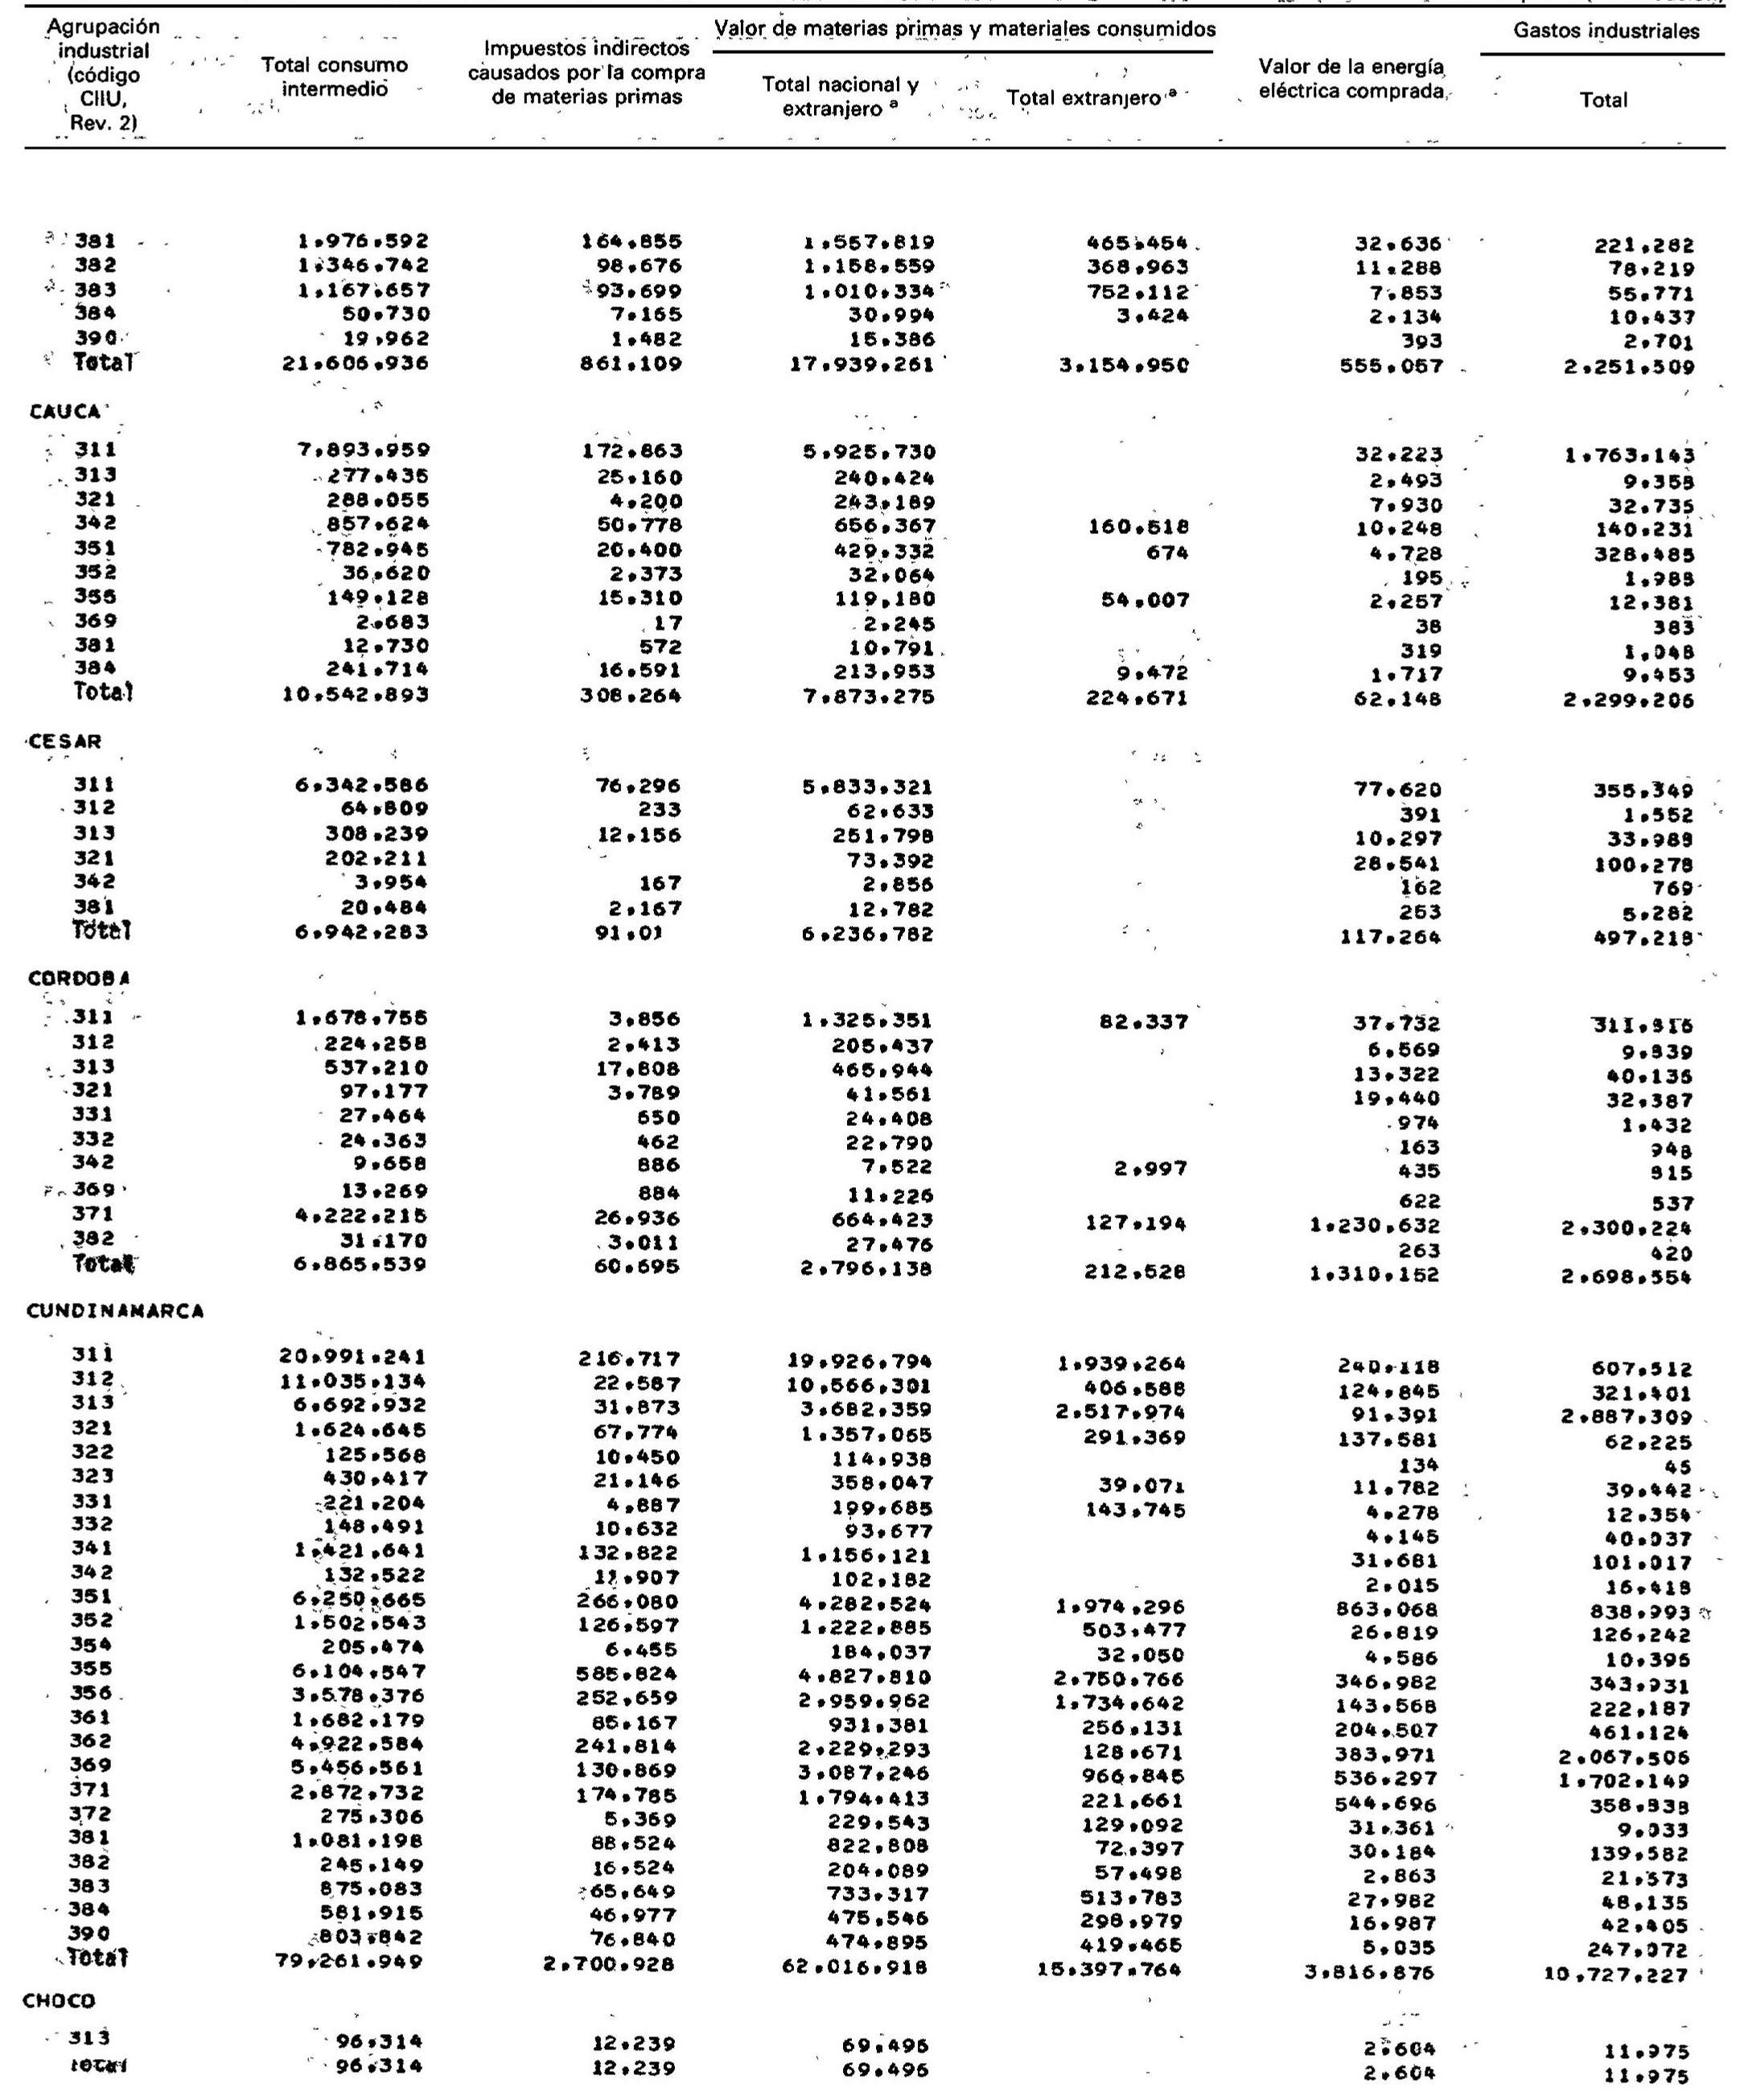 Agrupación industrial (código CIIU, Rev. 2) Total consumo intermedio Impuestos indirectos causados por la compra de materias primas Valor de materias primas y materiales consumidos Total nacional y extranjero a Total extranjero a Valor de la energía eléctrica comprada Gastos industriales Total
381 1.976.592 164.855 1.557.819 465.454 32.636 221.282
382 1.346.742 98.676 1.158.559 368.963 11.288 78.219
383 1.167.657 93.699 1.010.334 752.112 7.853 55.771
384 50.730 7.165 30.994 3.424 2.134 10.437
390 19.962 1.482 15.386 393 2.701
Total 21.606.936 861.109 17.939.261 3.154.950 555.057 2.251.509
CAUCA
311 7.893.959 172.863 5.925.730 32.223 1.763.143
313 277.435 25.160 240.424 2.493 9.358
321 288.055 4.200 243.189 7.930 32.736
342 857.624 50.778 656.367 160.518 10.248 140.231
351 782.945 20.400 429.332 674 4.728 328.485
352 36.620 2.373 32.064 195 1.988
355 149.128 15.310 119.180 54.007 2.257 12.381
369 2.683 17 2.245 38 383
381 12.730 572 10.791 319 1.048
384 241.714 16.591 213.953 9.472 1.717 9.453
Total 10.542.893 308.264 7.873.275 224.671 62.148 2.299.206
CESAR
311 6.342.586 76.296 5.833.321 77.620 355.349
312 64.809 233 62.633 391 1.552
313 308.239 12.156 251.798 10.297 33.988
321 202.211 73.392 28.541 100.278
342 3.954 167 2.856 162 769
381 20.484 2.167 12.782 253 5.282
Total 6.942.283 6.236.782 117.264 497.218
CORDOBA
311 1.678.755 3.856 1.325.351 82.337 37.732 311.816
312 224.258 2.413 205.437 6.569 9.839
313 537.210 17.808 465.944 13.322 40.136
321 97.177 3.789 41.561 19.440 32.387
331 27.464 650 24.408 974 1.432
332 24.363 462 22.790 163 948
342 9.658 886 7.522 2.997 435 815
369 13.269 884 11.226 622 537
371 4.222.215 26.936 664.423 127.194 1.230.632 2.300.224
382 31.170 3.011 27.476 263 420
Total 6.865.539 60.695 2.796.138 212.528 1.310.152 2.698.554
CUNDINAMARCA
311 20.991.241 216.717 19.926.794 1.939.264 240.118 607.612
312 11.035.134 22.587 10.566.301 406.588 124.845 321.401
313 6.692.932 31.873 3.682.359 2.517.974 91.391 2.887.309
321 1.624.645 67.774 1.357.065 291.369 137.581 62.225
322 125.568 10.450 114.938 134 46
323 430.417 21.146 358.047 39.071 11.782 39.442
331 221.204 4.887 199.685 143.745 4.278 12.354
332 148.491 10.632 93.677 4.145 40.037
341 1.421.641 132.822 1.156.121 31.681 101.017
342 132.522 11.907 102.182 2.015 16.418
351 6.250.665 266.080 4.282.524 1.974.296 863.068 838.993
352 1.502.543 126.597 1.222.885 503.477 26.819 126.242
354 205.474 6.455 184.037 32.050 4.586 10.396
355 6.104.547 585.824 4.827.810 2.750.766 346.982 343.931
356 3.578.376 252.659 2.959.962 1.734.642 143.568 222.187
361 1.682.179 85.167 931.381 256.131 204.507 461.124
362 4.922.584 241.814 2.229.293 128.671 383.971 2.067.506
369 5.456.561 130.869 3.087.246 966.845 536.297 1.702.149
371 2.872.732 174.785 1.794.413 221.661 544.696 358.838
372 275.306 5.369 229.543 129.092 31.361 9.033
381 1.081.198 88.524 822.808 72.397 30.184 139.682
382 245.149 16.524 204.089 57.498 2.863 21.673
383 875.083 65.649 733.317 513.783 27.982 48.135
384 581.915 46.977 475.546 298.979 16.987 42.405
390 803.842 76.840 474.895 419.465 5.035 247.072
Total 79.261.949 2.700.928 62.016.918 15.397.764 3.816.876 10.727.227
CHOCO
313 96.314 12.239 69.496 2.604 11.975
Total 96.314 12.239 69.496 2.604 11.975